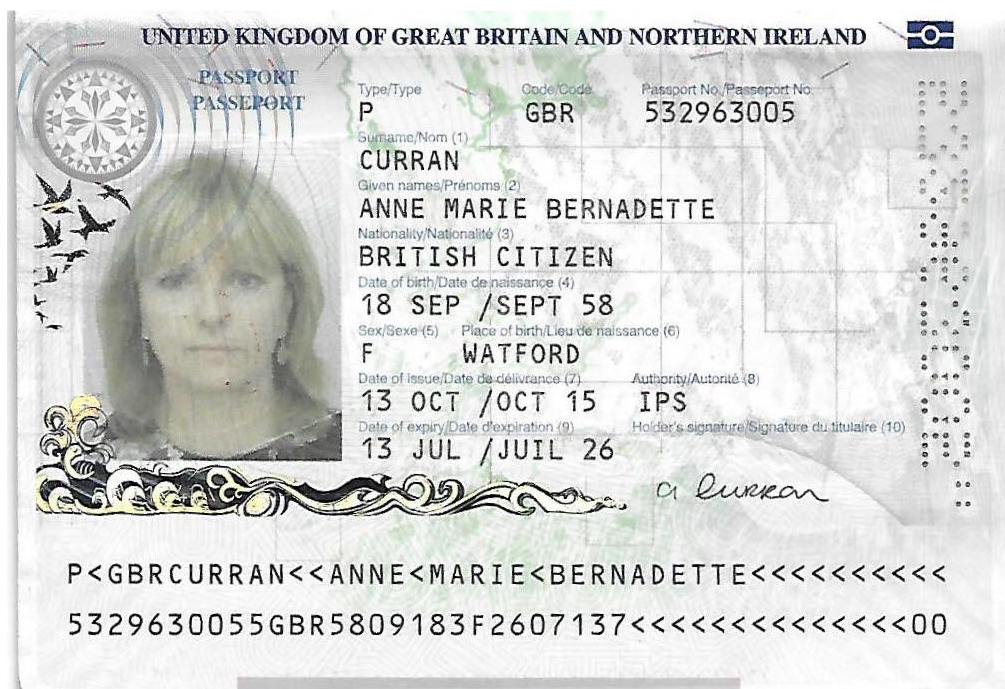 UNITED KINGDOM OF GREAT BRITAIN AND NORTHERN IRELAND
PASSPORT
PASSEPORT
Type/Type Code/Code Passport No./Passeport No.
P GBR 532963005
Surname/Nom (1)
CURRAN
Given names/Prénoms (2)
ANNE MARIE BERNADETTE
Nationality/Nationalité (3)
BRITISH CITIZEN
Date of birth/Date de naissance (4)
18 SEP /SEPT 58
Sex/Sexe (5) Place of birth/Lieu de naissance (6)
F WATFORD
Date of issue/Date de délivrance (7) Authority/Autorité (8)
13 OCT /OCT 15 IPS
Date of expiry/Date d'expiration (9) Holder's signature/Signature du titulaire (10)
13 JUL /JUIL 26
a Curran
P<GBRCURRAN<<ANNE<MARIE<BERNADETTE<<<<<<<<<<
5329630055GBR5809183F2607137<<<<<<<<<<<<<<00